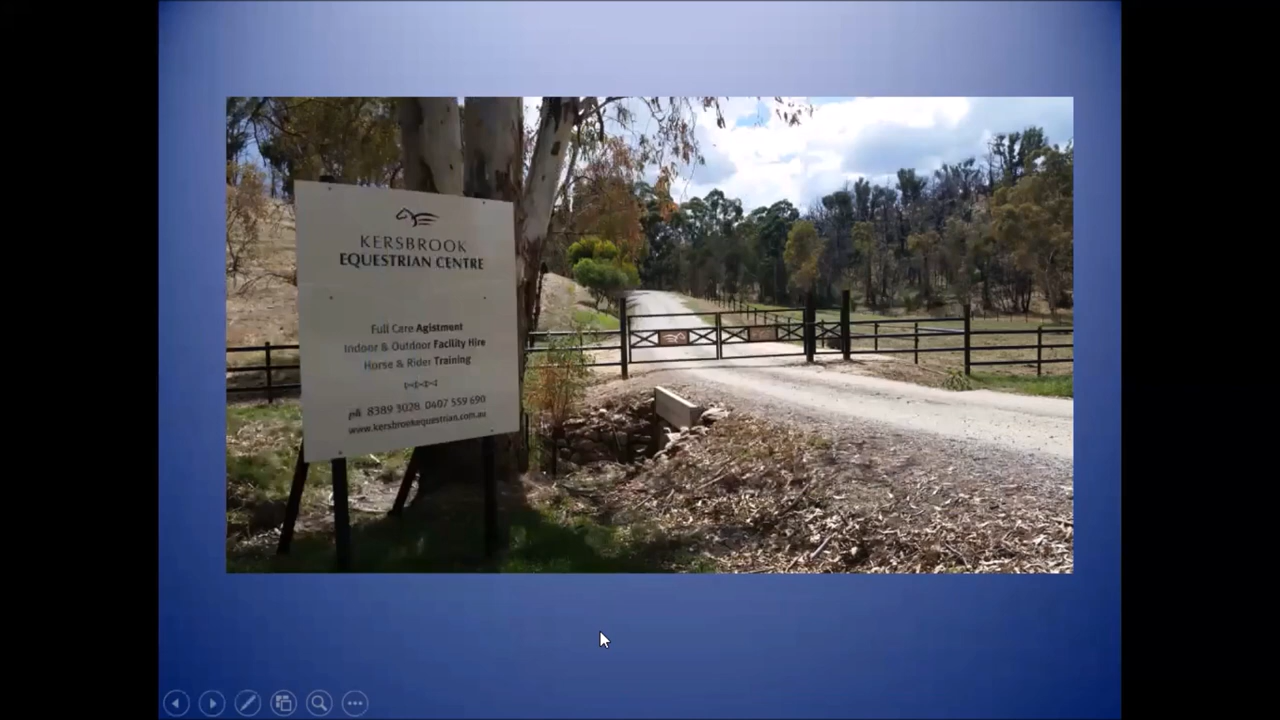 KERSBROOK
EQUESTRIAN CENTRE
Full Care Agistment
Indoor & Outdoor Facility Hire
Horse & Rider Training
ph 8389 3028 0407 559 690
www.kersbrookequestrian.com.au